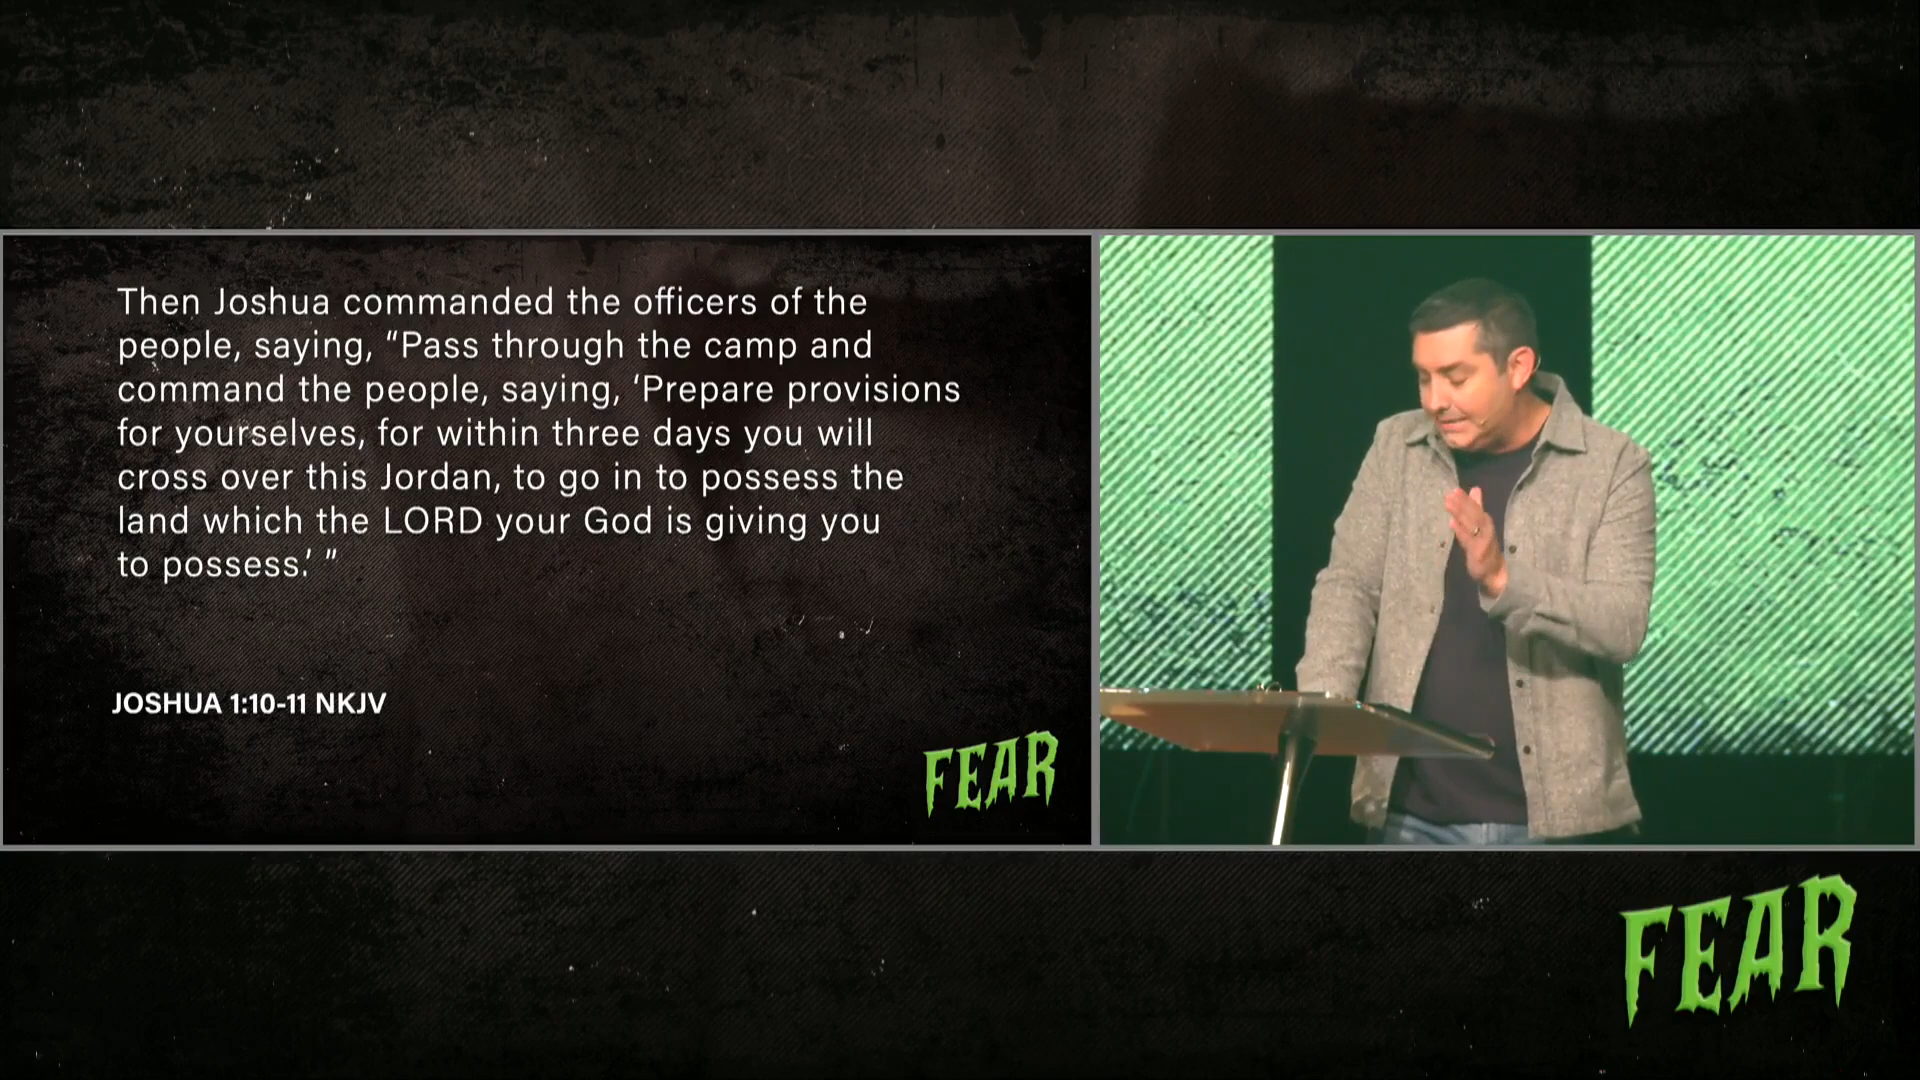 Then Joshua commanded the officers of the
people, saying, “Pass through the camp and
command the people, saying, ‘Prepare provisions
for yourselves, for within three days you will
cross over this Jordan, to go in to possess the
land which the LORD your God is giving you
to possess.’ ”
JOSHUA 1:10-11 NKJV
FEAR
FEAR